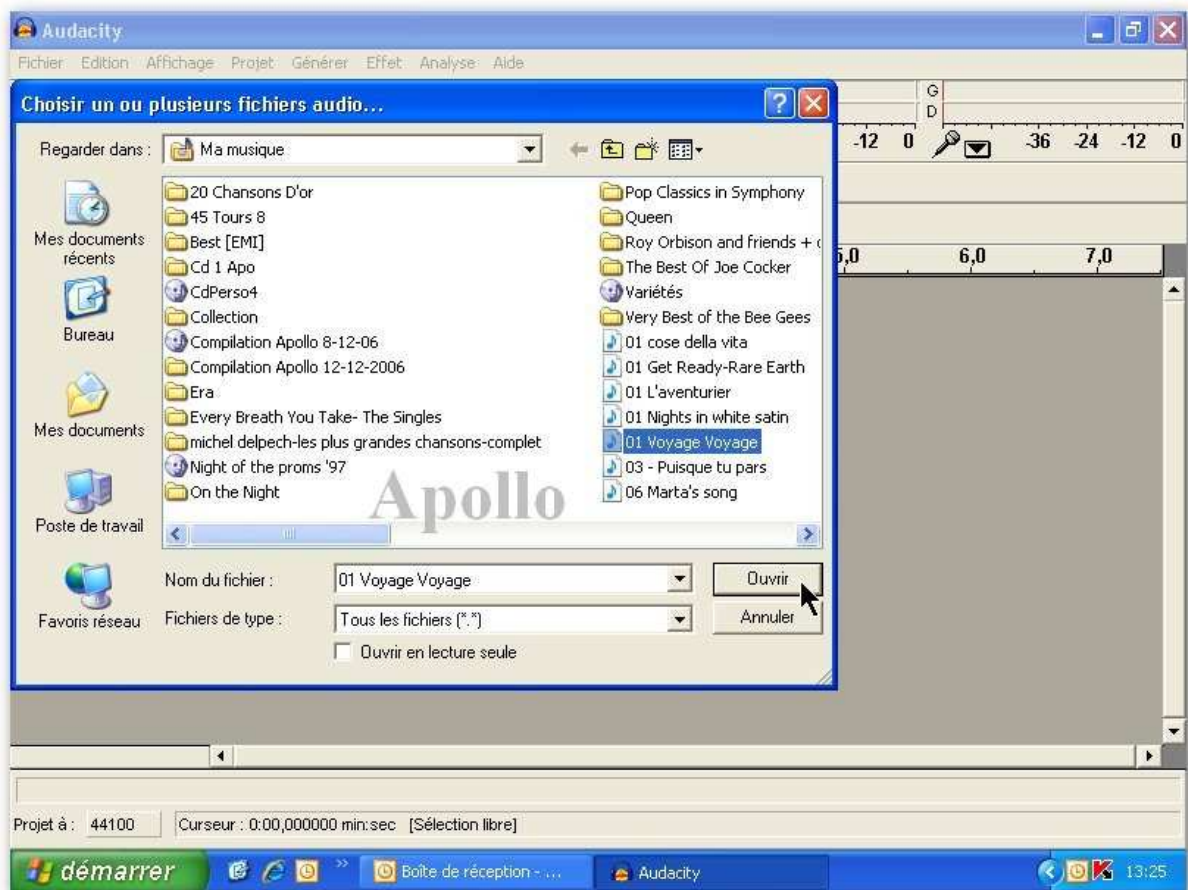 Audacity
Fichier Edition Affichage Projet Générer Effet Analyse Aide
Choisir un ou plusieurs fichiers audio...
Regarder dans : Ma musique
G
D
-12 0 -36 -24 -12 0
5,0 6,0 7,0
Mes documents récents
Bureau
Mes documents
Poste de travail
Favoris réseau
20 Chansons D'or
45 Tours 8
Best [EMI]
Cd 1 Apo
CdPerso4
Collection
Compilation Apollo 8-12-06
Compilation Apollo 12-12-2006
Era
Every Breath You Take- The Singles
michel delpech-les plus grandes chansons-complet
Night of the proms '97
On the Night
Pop Classics in Symphony
Queen
Roy Orbison and friends +
The Best Of Joe Cocker
Variétés
Very Best of the Bee Gees
01 cose della vita
01 Get Ready-Rare Earth
01 L'aventurier
01 Nights in white satin
01 Voyage Voyage
03 - Puisque tu pars
06 Marta's song
Apollo
Nom du fichier : 01 Voyage Voyage Ouvrir
Fichiers de type : Tous les fichiers (*.*) Annuler
Ouvrir en lecture seule
Projet à : 44100 Curseur : 0:00,000000 min:sec [Sélection libre]
démarrer Boîte de réception - ... Audacity 13:25